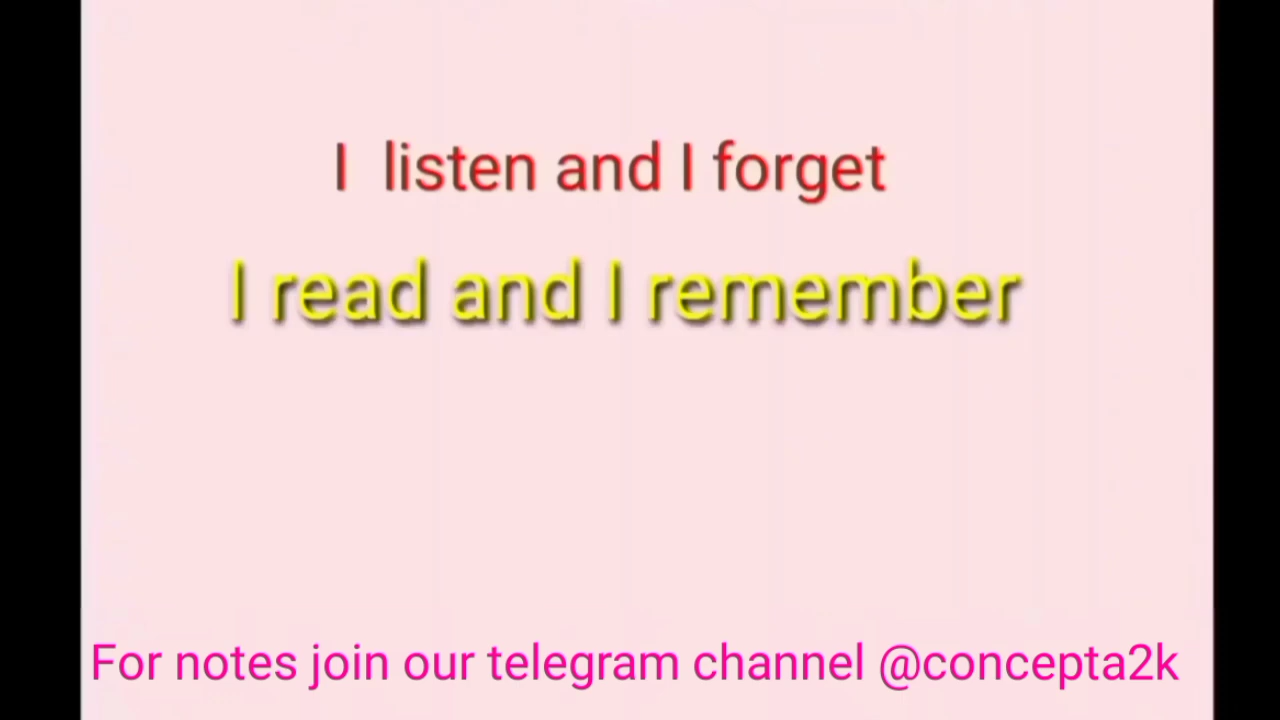 I listen and I forget
I read and I remember
For notes join our telegram channel @concepta2k